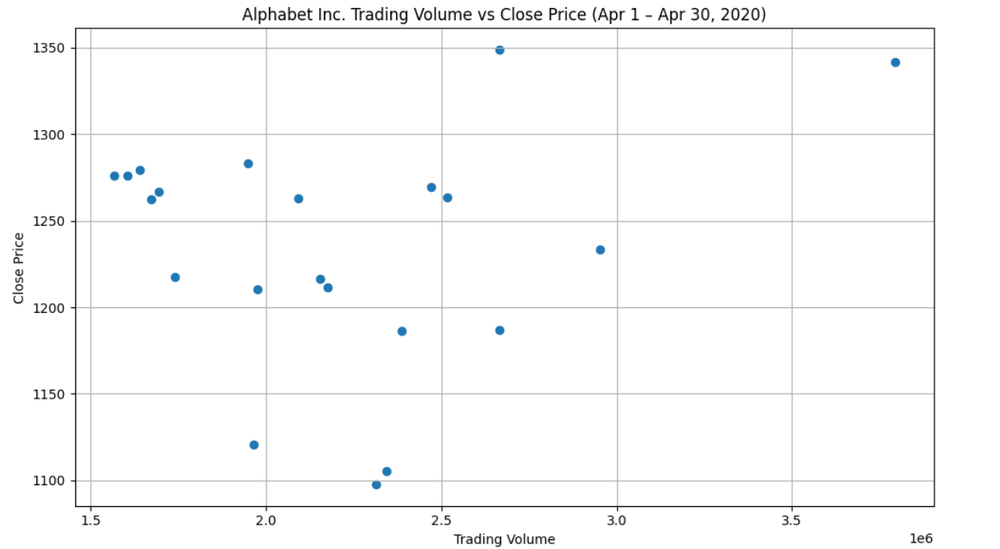 Alphabet Inc. Trading Volume vs Close Price (Apr 1 – Apr 30, 2020)
Close Price
1350
1300
1250
1200
1150
1100
1.5 2.0 2.5 3.0 3.5
Trading Volume
1e6